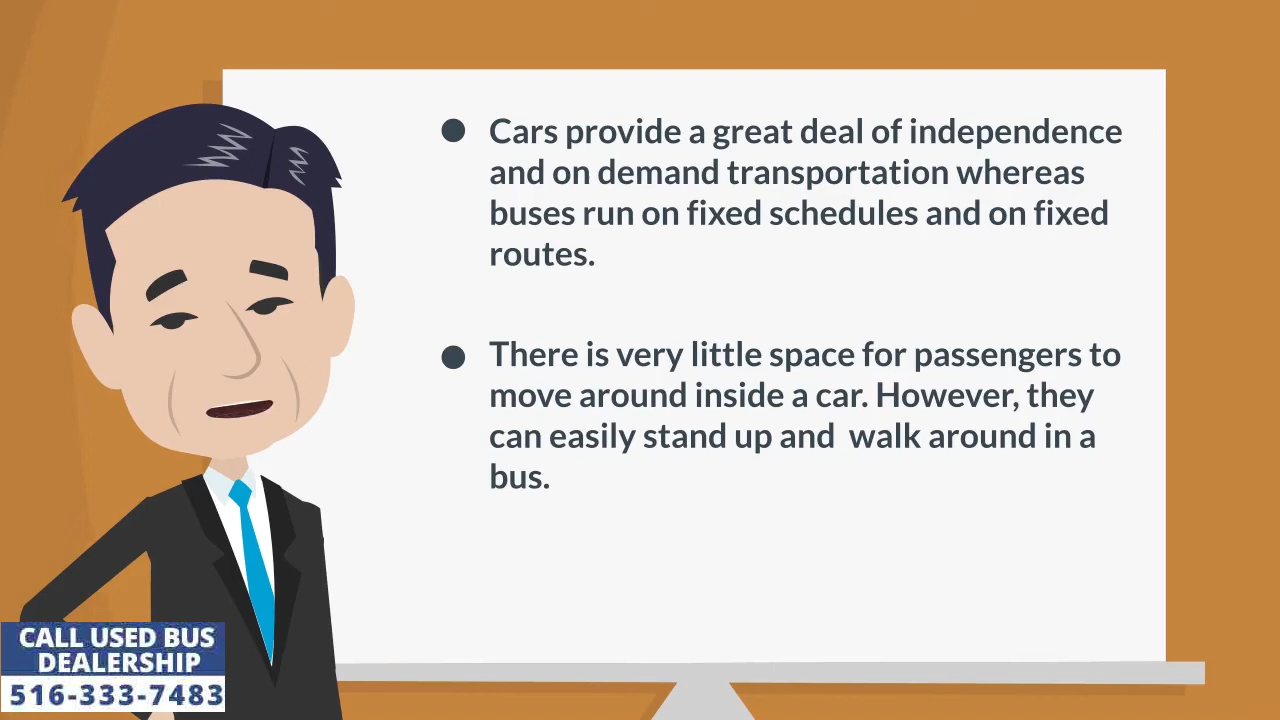 Cars provide a great deal of independence
and on demand transportation whereas
buses run on fixed schedules and on fixed
routes.
There is very little space for passengers to
move around inside a car. However, they
can easily stand up and  walk around in a
bus.
CALL USED BUS
DEALERSHIP
516-333-7483